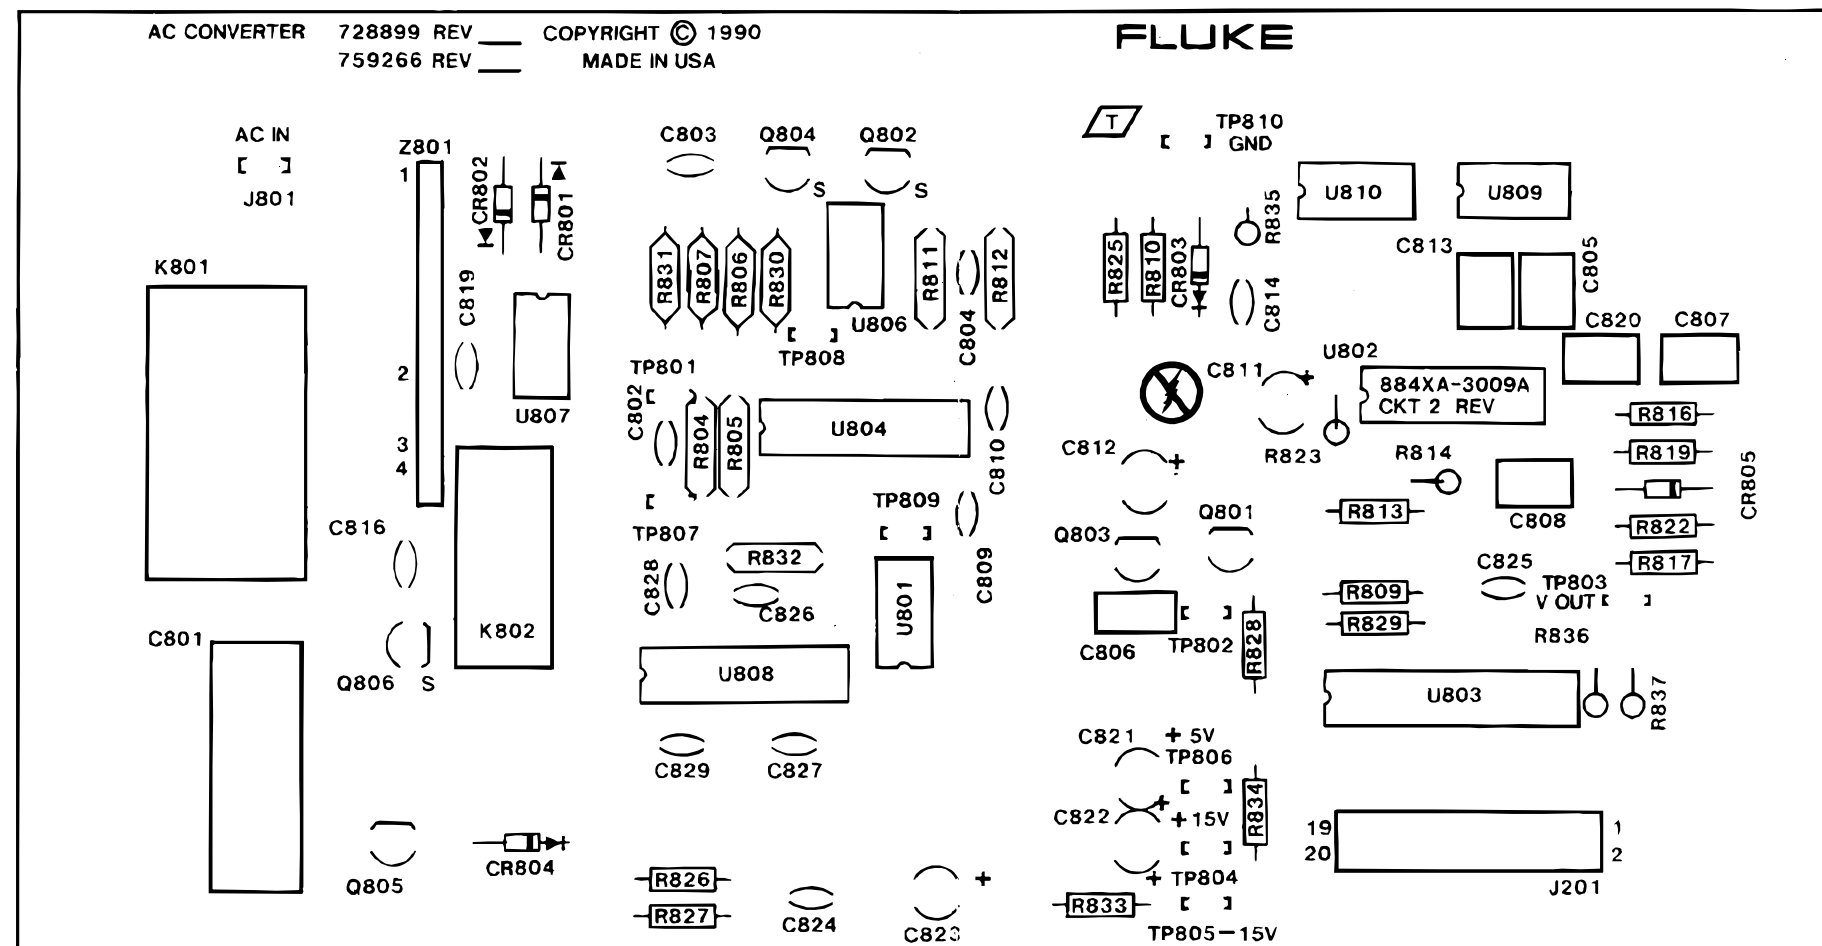 AC CONVERTER 728899 REV COPYRIGHT © 1990
759266 REV MADE IN USA
FLUKE
AC IN
J801
Z801
1
2
3
4
CR802
CR801
C803
Q804
Q802
S
S
T
TP810
GND
U810
U809
R835
K801
C819
U807
R831
R807
R806
R830
U806
R811
C804
R812
TP808
R825
R810
CR803
C814
C813
C805
C820
C807
TP801
C802
R804
R805
U804
C810
C811
U802
884XA-3009A
CKT 2 REV
R823
R814
R816
R819
CR805
C812
C808
R813
R822
R817
C816
TP807
TP809
C809
Q803
Q801
C828
R832
C826
U801
C825
TP803
V OUT
R836
R809
R829
C801
K802
Q806
S
U808
C806
TP802
R828
U803
R837
C829
C827
C821
+ 5V
TP806
C822
+ 15V
R834
+ TP804
19
20
1
2
J201
Q805
CR804
R826
R827
C824
C823
+
R833
TP805-15V